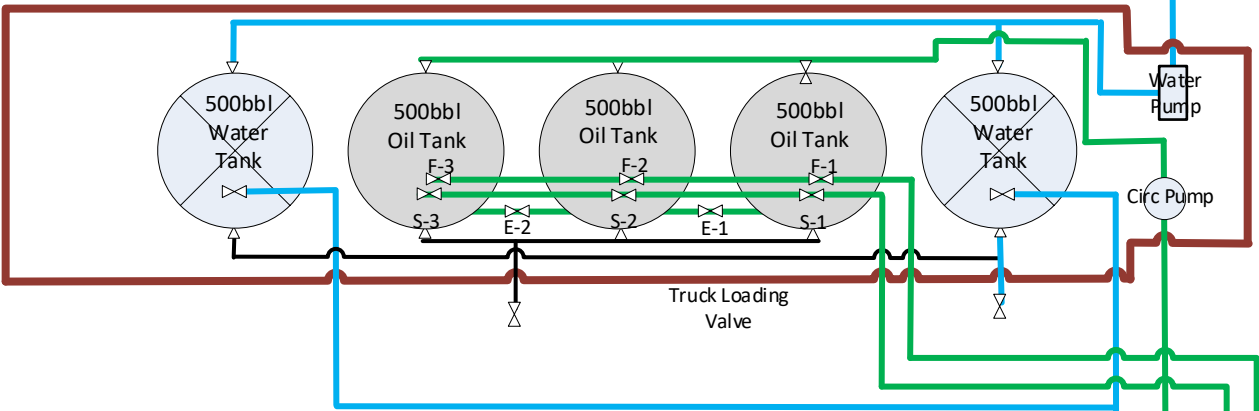 500bbl
Water
Tank
500bbl
Oil Tank
500bbl
Oil Tank
500bbl
Oil Tank
500bbl
Water
Tank
Water
Pump
F-3
F-2
F-1
Circ Pump
S-3
E-2
S-2
E-1
S-1
Truck Loading
Valve